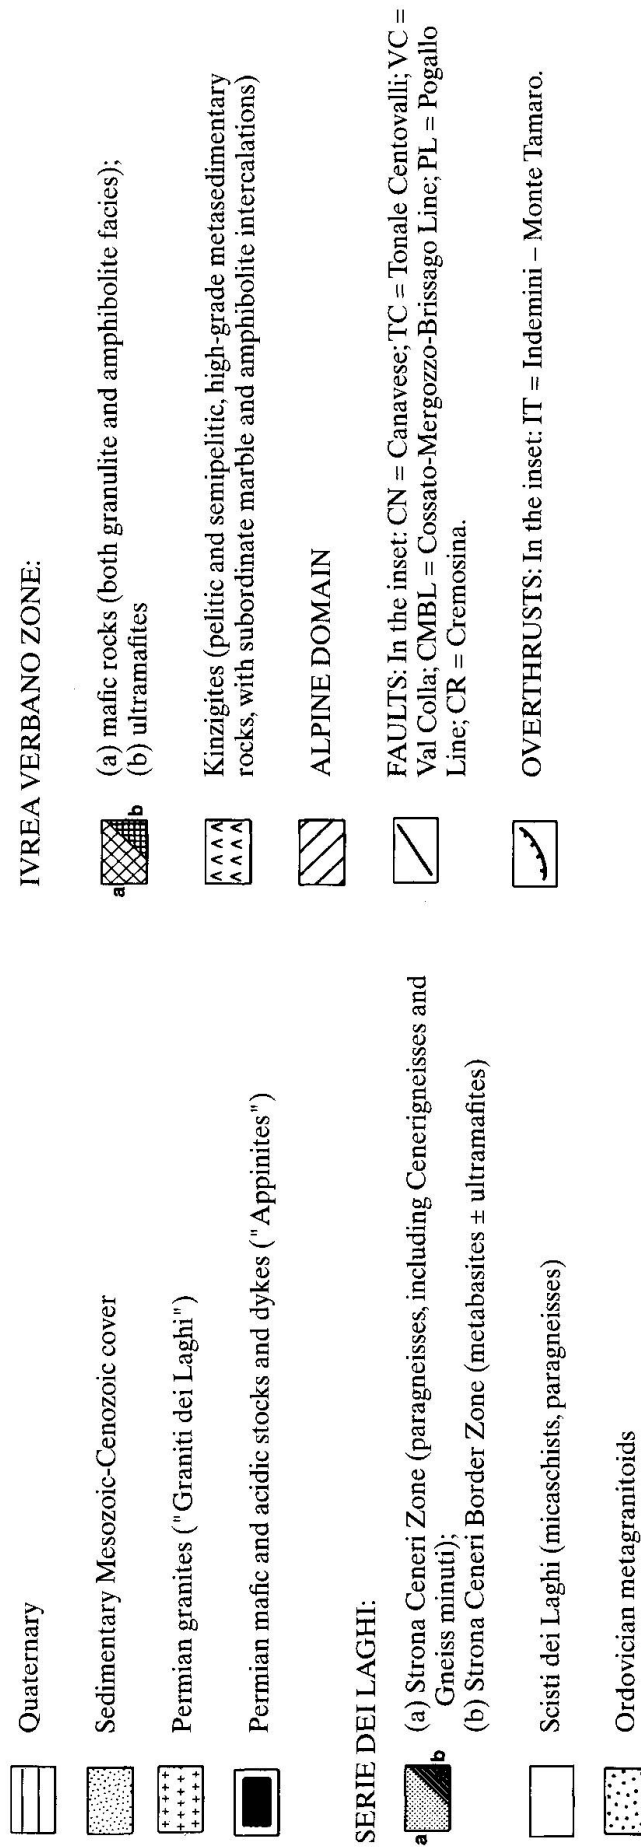 Quaternary
Sedimentary Mesozoic-Cenozoic cover
Permian granites ("Graniti dei Laghi")
Permian mafic and acidic stocks and dykes ("Appinites")
SERIE DEI LAGHI:
a
b
(a) Strona Ceneri Zone (paragneisses, including Cenerigneisses and
Gneiss minuti);
(b) Strona Ceneri Border Zone (metabasites ± ultramafites)
Scisti dei Laghi (micaschists, paragneisses)
Ordovician metagranitoids
IVREA VERBANO ZONE:
a
b
(a) mafic rocks (both granulite and amphibolite facies);
(b) ultramafites
Kinzigites (pelitic and semipelitic, high-grade metasedimentary
rocks, with subordinate marble and amphibolite intercalations)
ALPINE DOMAIN
FAULTS: In the inset: CN = Canavese; TC = Tonale Centovalli; VC =
Val Colla; CMBL = Cossato-Mergozzo-Brissago Line; PL = Pogallo
Line; CR = Cremosina.
OVERTHRUSTS: In the inset: IT = Indemini – Monte Tamaro.